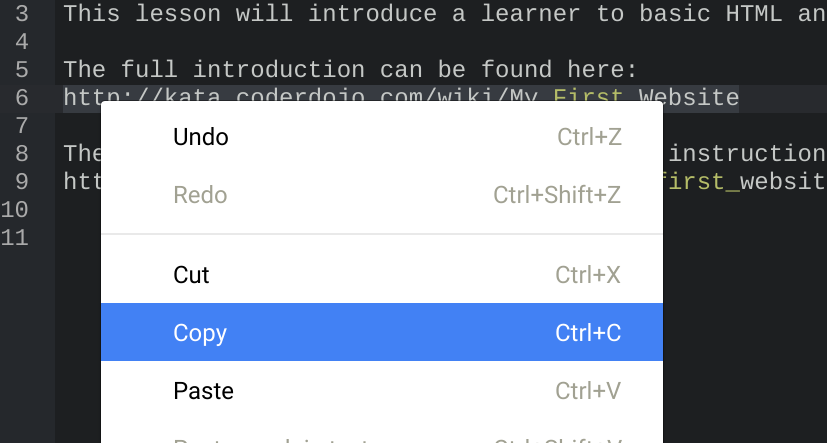 3 This lesson will introduce a learner to basic HTML an
4
5 The full introduction can be found here:
6 http://kata.coderdojo.com/wiki/My_First_Website
7
8 The instruction
9 htt first_websit
10
11
Undo Ctrl+Z
Redo Ctrl+Shift+Z
Cut Ctrl+X
Copy Ctrl+C
Paste Ctrl+V